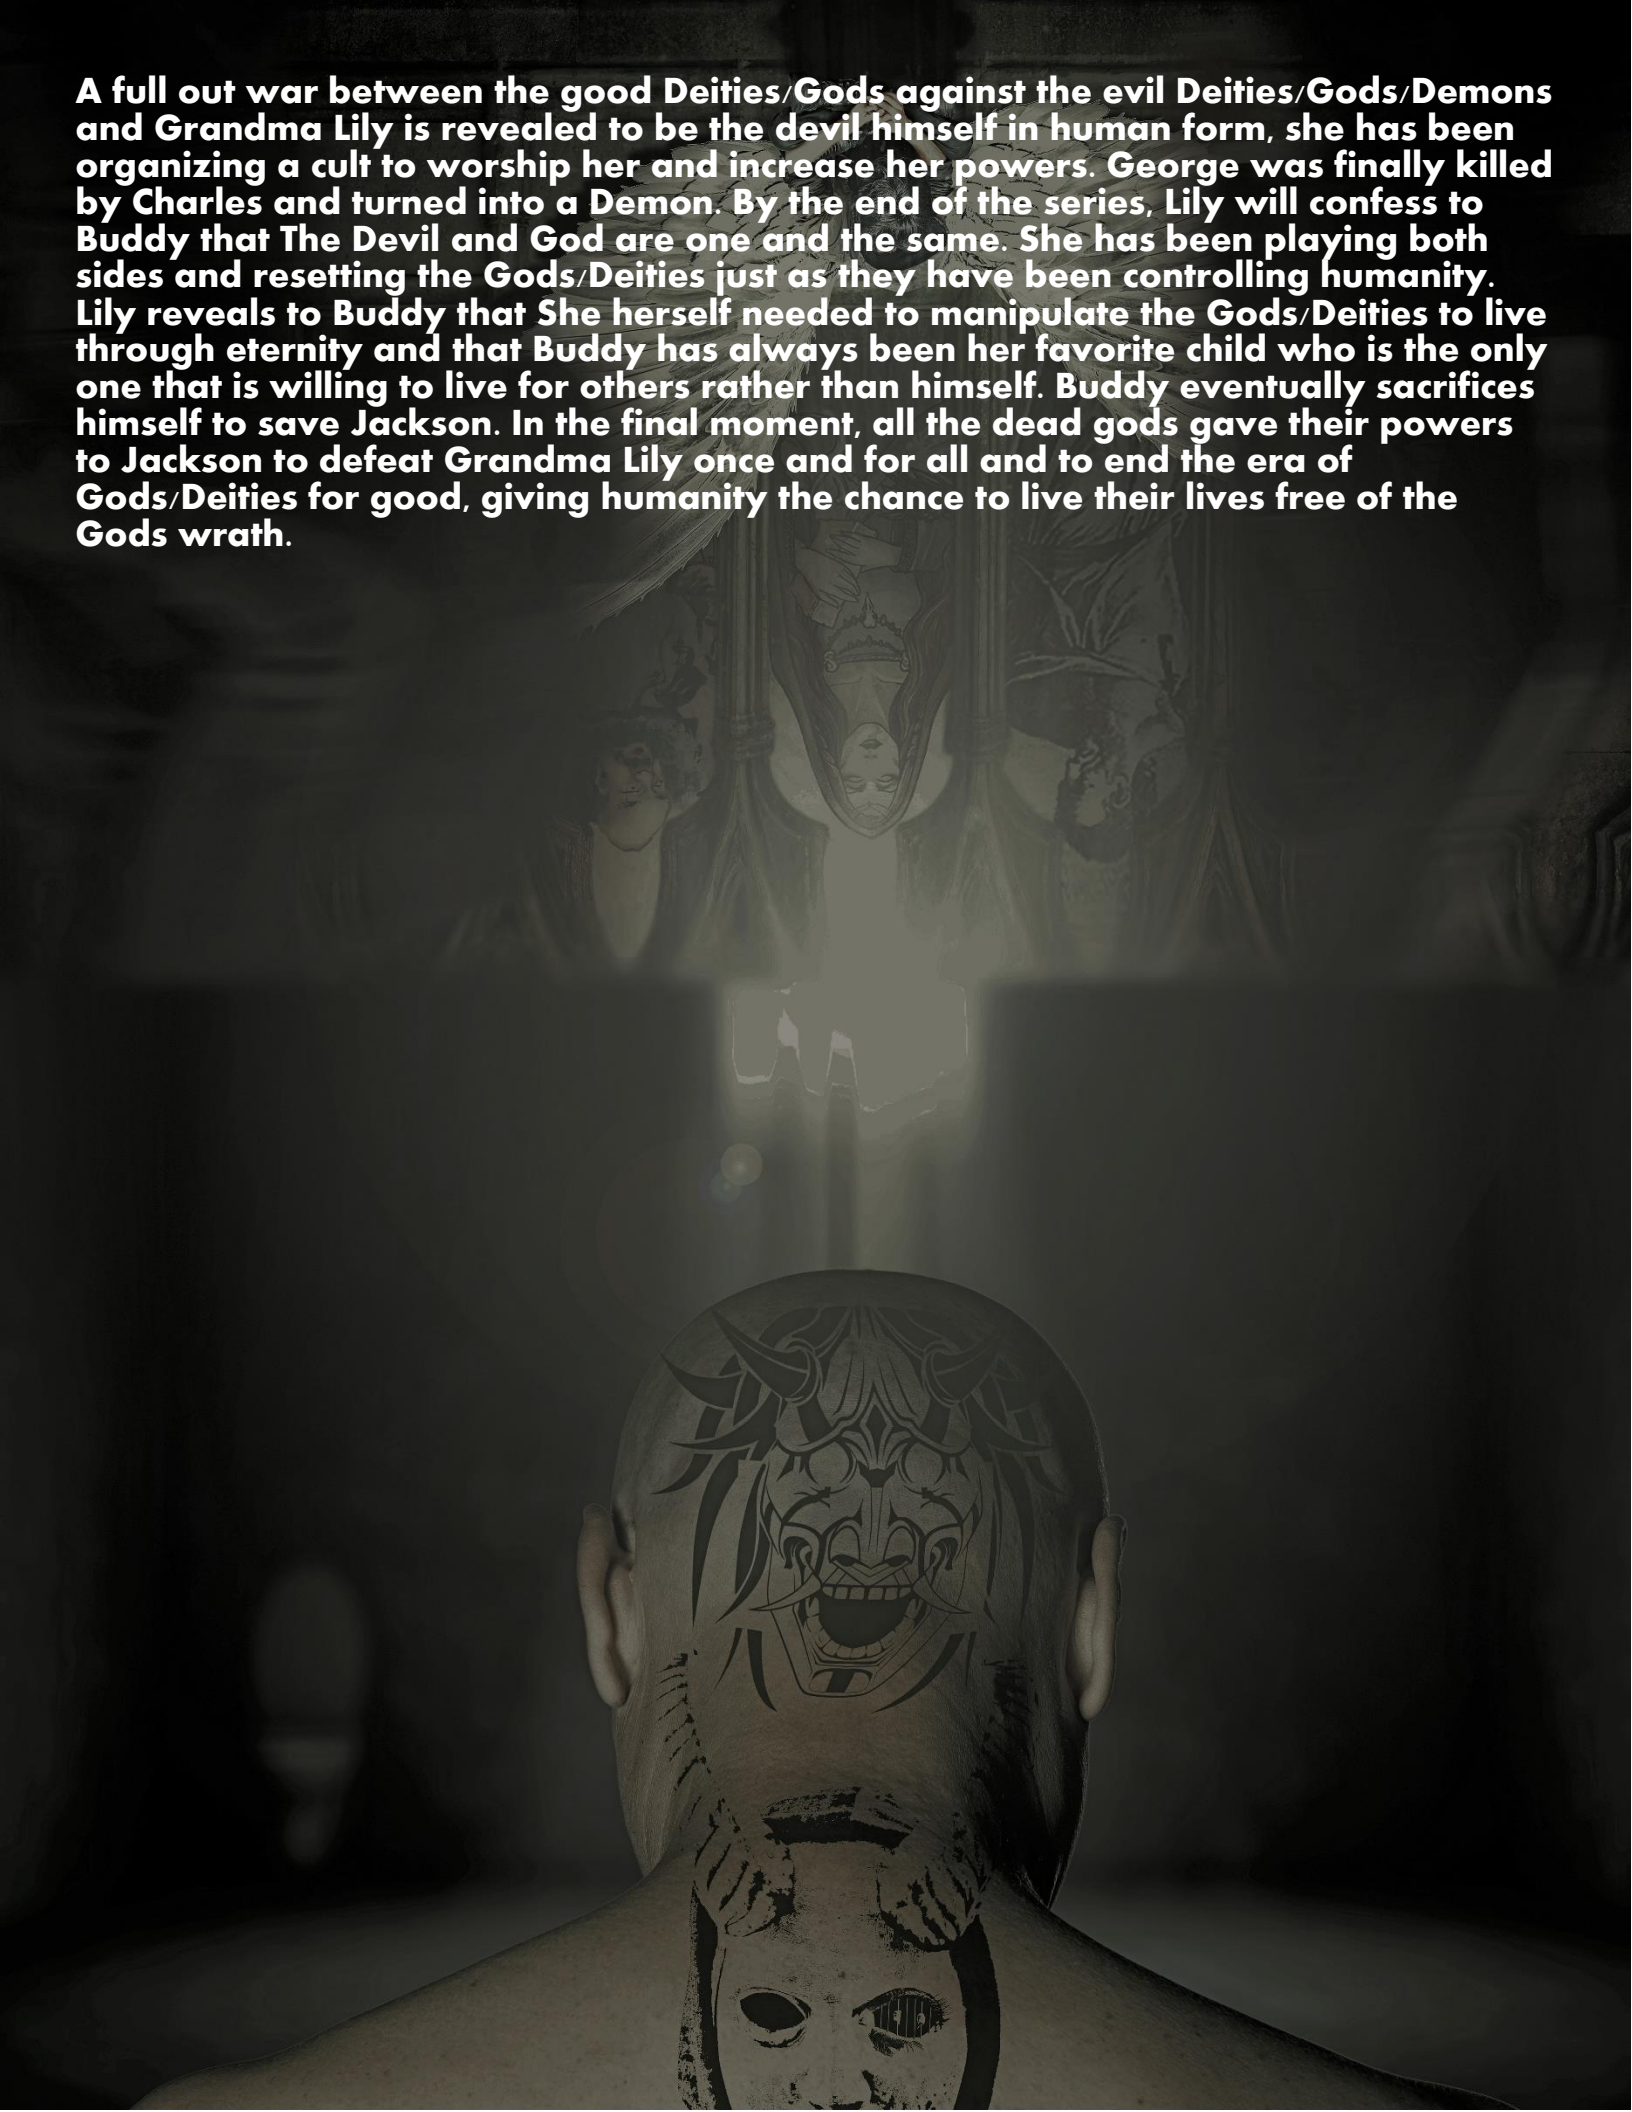 A full out war between the good Deities/Gods against the evil Deities/Gods/Demons
and Grandma Lily is revealed to be the devil himself in human form, she has been
organizing a cult to worship her and increase her powers. George was finally killed
by Charles and turned into a Demon. By the end of the series, Lily will confess to
Buddy that The Devil and God are one and the same. She has been playing both
sides and resetting the Gods/Deities just as they have been controlling humanity.
Lily reveals to Buddy that She herself needed to manipulate the Gods/Deities to live
through eternity and that Buddy has always been her favorite child who is the only
one that is willing to live for others rather than himself. Buddy eventually sacrifices
himself to save Jackson. In the final moment, all the dead gods gave their powers
to Jackson to defeat Grandma Lily once and for all and to end the era of
Gods/Deities for good, giving humanity the chance to live their lives free of the
Gods wrath.